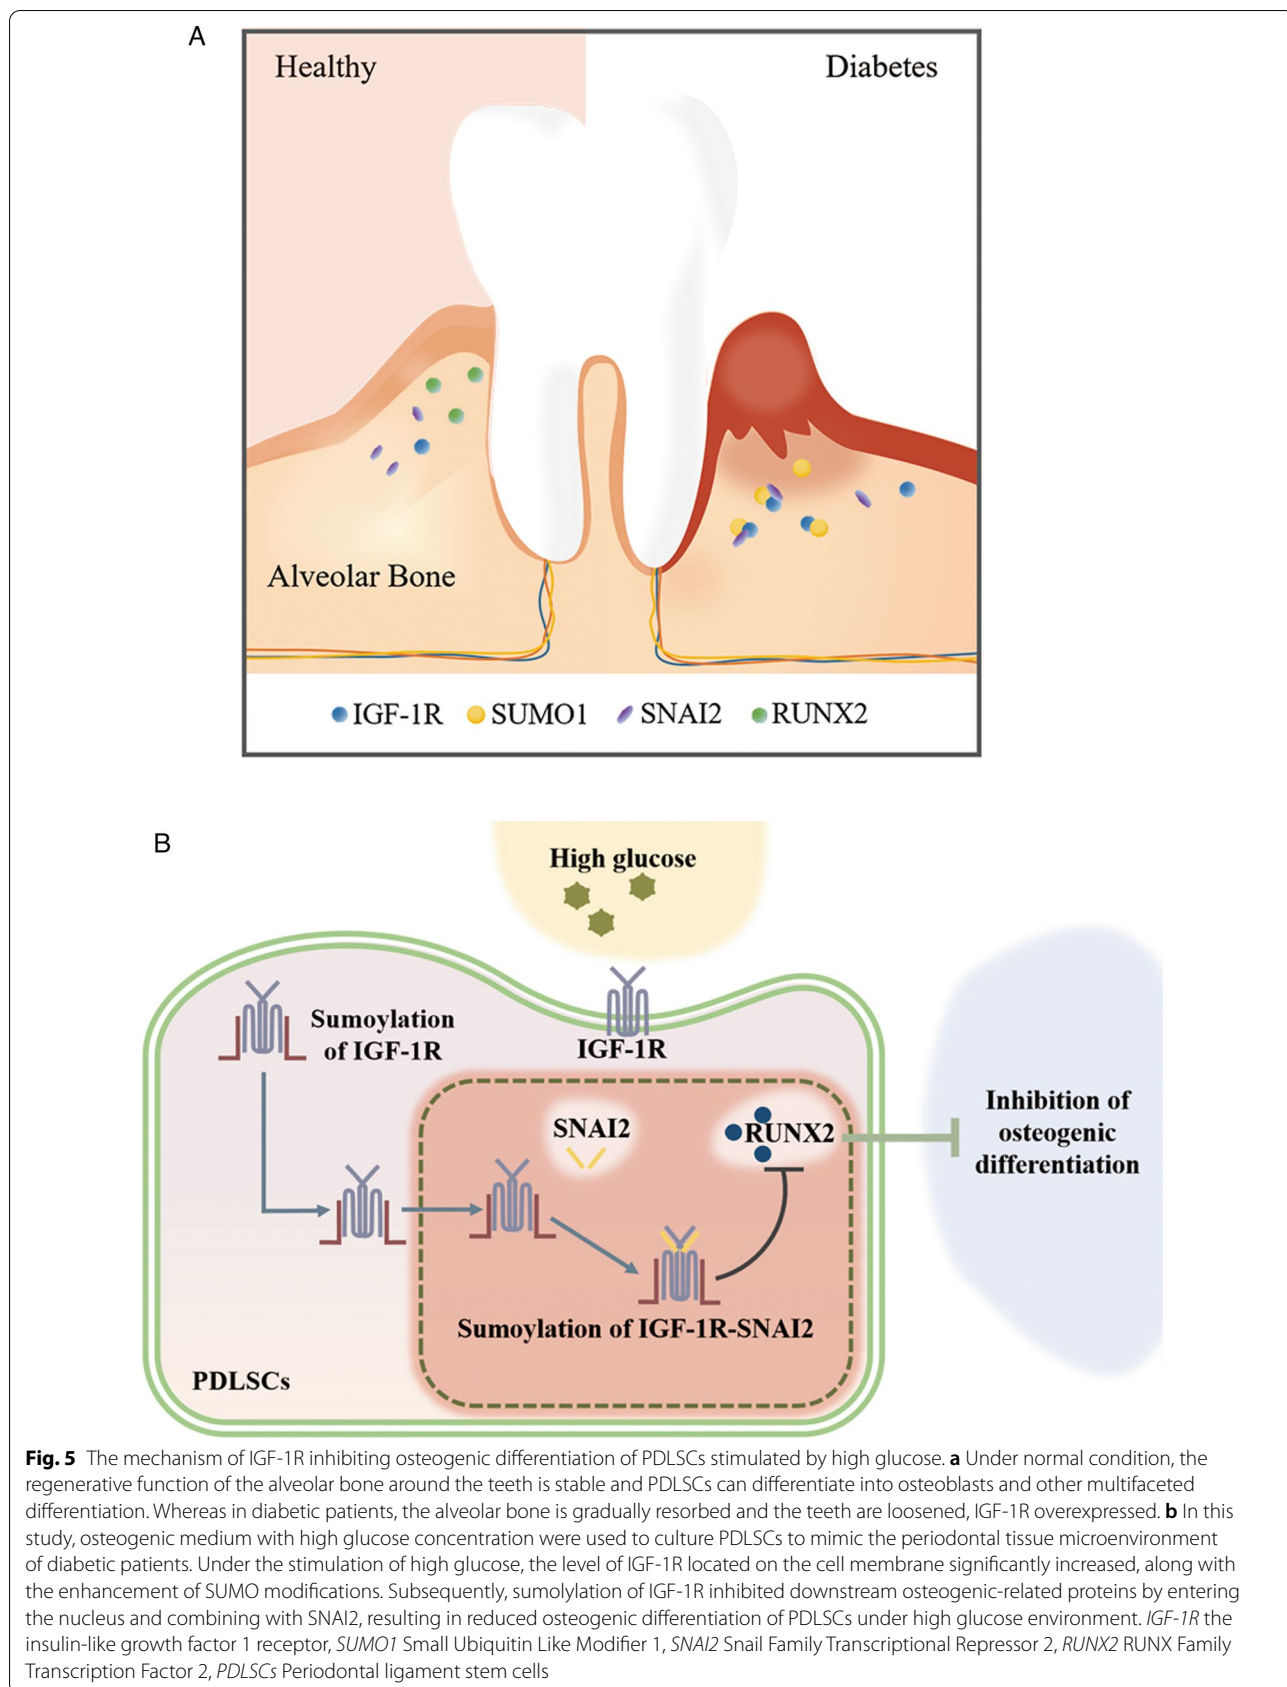 A
Healthy
Diabetes
Alveolar Bone
IGF-1R SUMO1 SNAI2 RUNX2
B
High glucose
Sumoylation
of IGF-1R
IGF-1R
SNAI2
RUNX2
Inhibition of
osteogenic
differentiation
Sumoylation of IGF-1R-SNAI2
PDLSCs
Fig. 5 The mechanism of IGF-1R inhibiting osteogenic differentiation of PDLSCs stimulated by high glucose. a Under normal condition, the
regenerative function of the alveolar bone around the teeth is stable and PDLSCs can differentiate into osteoblasts and other multifaceted
differentiation. Whereas in diabetic patients, the alveolar bone is gradually resorbed and the teeth are loosened, IGF-1R overexpressed. b In this
study, osteogenic medium with high glucose concentration were used to culture PDLSCs to mimic the periodontal tissue microenvironment
of diabetic patients. Under the stimulation of high glucose, the level of IGF-1R located on the cell membrane significantly increased, along with
the enhancement of SUMO modifications. Subsequently, sumolylation of IGF-1R inhibited downstream osteogenic-related proteins by entering
the nucleus and combining with SNAI2, resulting in reduced osteogenic differentiation of PDLSCs under high glucose environment. IGF-1R the
insulin-like growth factor 1 receptor, SUMO1 Small Ubiquitin Like Modifier 1, SNAI2 Snail Family Transcriptional Repressor 2, RUNX2 RUNX Family
Transcription Factor 2, PDLSCs Periodontal ligament stem cells